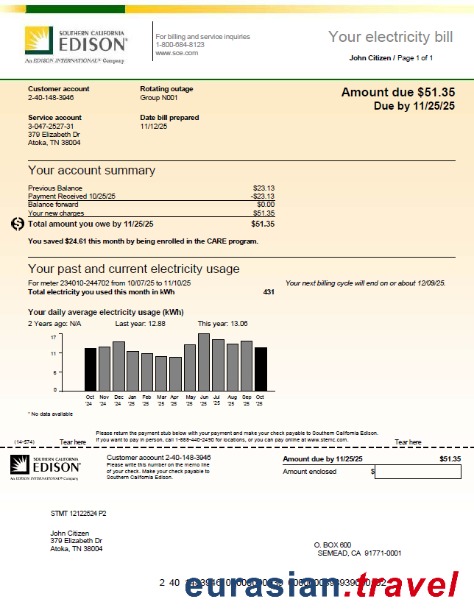 SOUTHERN CALIFORNIA
EDISON
An EDISON INTERNATIONAL® Company
For billing and service inquires
1-800-684-8123
www.sce.com
Your electricity bill
John Citizen / Page 1 of 1
Customer account
2-40-148-3946
Rotating outage
Group N001
Amount due $51.35
Due by 11/25/25
Service account
3-047-2527-31
379 Elizabeth Dr
Atoka, TN 38004
Date bill prepared
11/12/25
Your account summary
Previous Balance $23.13
Payment Received 10/25/25 -$23.13
Balance forward $0.00
Your new charges $51.35
Total amount you owe by 11/25/25 $51.35
You saved $24.61 this month by being enrolled in the CARE program.
Your past and current electricity usage
For meter 234010-244702 from 10/07/25 to 11/10/25 Your next billing cycle will end on or about 12/09/25.
Total electricity you used this month in kWh 431
Your daily average electricity usage (kWh)
2 Years ago: N/A Last year: 12.88 This year: 13.06
17
11
5
0
Oct Nov Dec Jan Feb Mar Apr May Jun Jul Aug Sep Oct
'24 '24 '24 '25 '25 '25 '25 '25 '25 '25 '25 '25 '25
* No data available
Please return the payment stub below with your payment and make your check payable to Southern California Edison.
If you want to pay in person, call 1-888-440-2490 for locations, or you can pay online at
(14-574) Tear here Tear here
SOUTHERN CALIFORNIA
EDISON
An EDISON INTERNATIONAL® Company
Customer account 2-40-148-3946
Please write this number on the memo line
of your check. Make your check payable to
Southern California Edison.
Amount due by 11/25/25 $51.35
Amount enclosed $
STMT 12122524 P2
John Citizen
379 Elizabeth Dr
Atoka, TN 38004
O. BOX 600
SEMEAD, CA 91771-0001
2 40
eurasian.travel